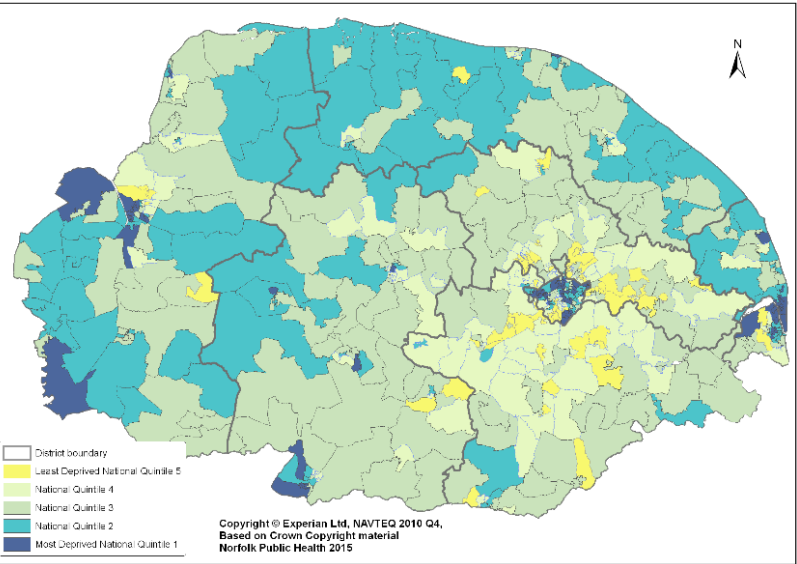 N
District boundary
Least Deprived National Quintile 5
National Quintile 4
National Quintile 3
National Quintile 2
Most Deprived National Quintile 1
Copyright © Experian Ltd, NAVTEQ 2010 Q4,
Based on Crown Copyright material
Norfolk Public Health 2015